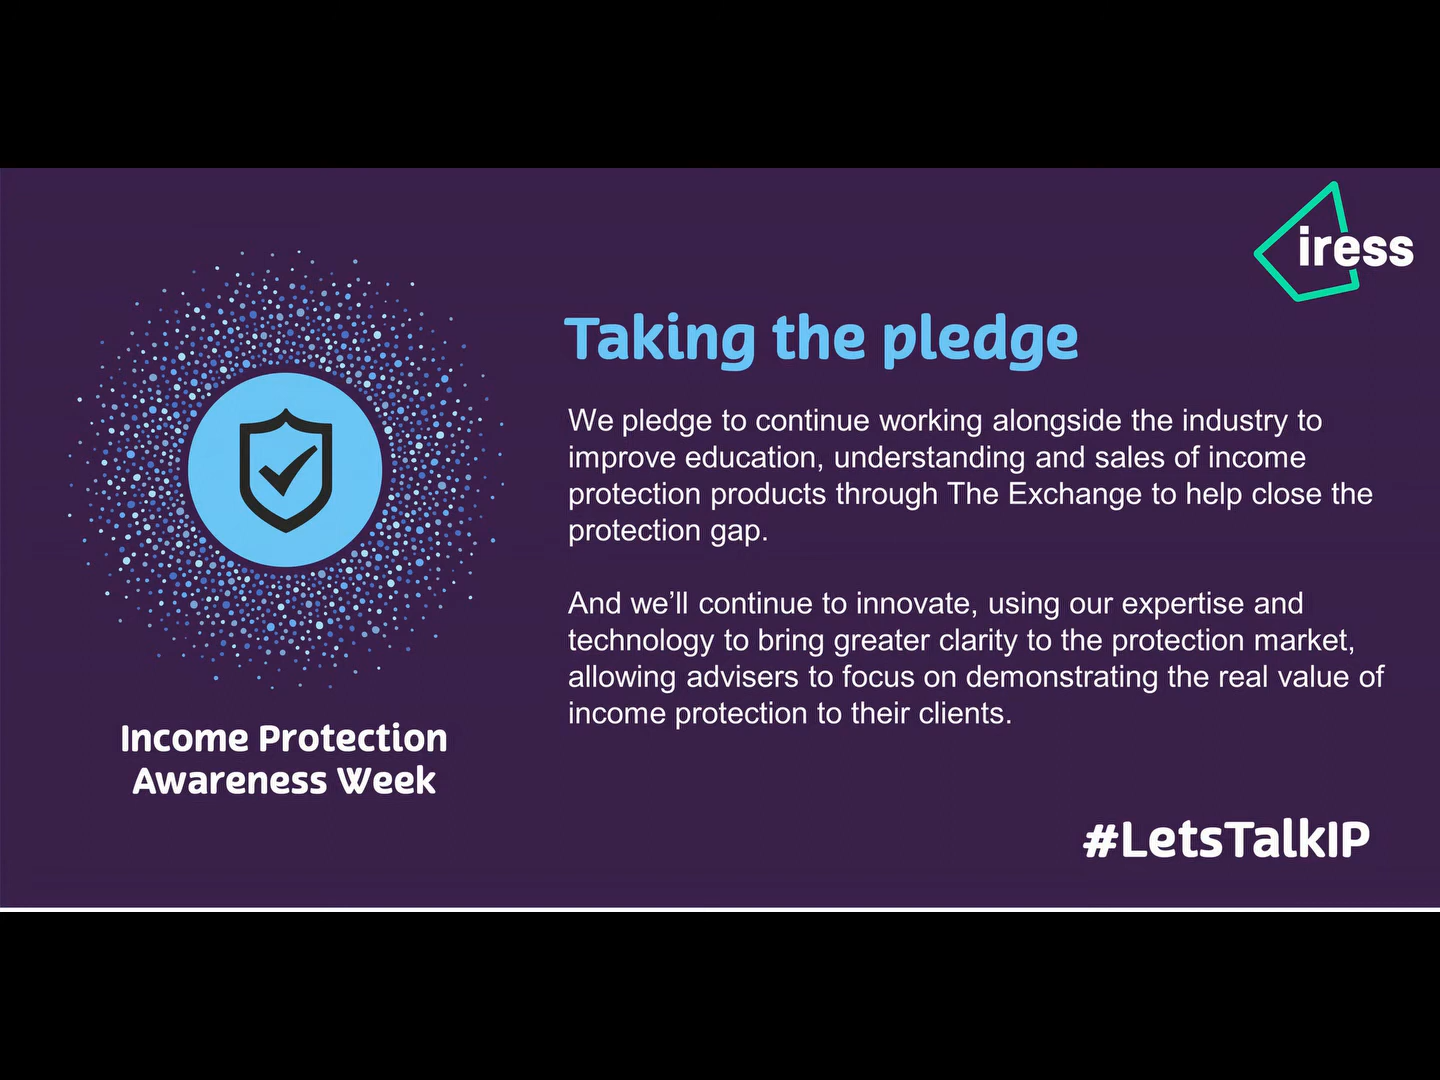 iress
Taking the pledge
We pledge to continue working alongside the industry to
improve education, understanding and sales of income
protection products through The Exchange to help close the
protection gap.
And we’ll continue to innovate, using our expertise and
technology to bring greater clarity to the protection market,
allowing advisers to focus on demonstrating the real value of
income protection to their clients.
Income Protection
Awareness Week
#LetsTalkIP